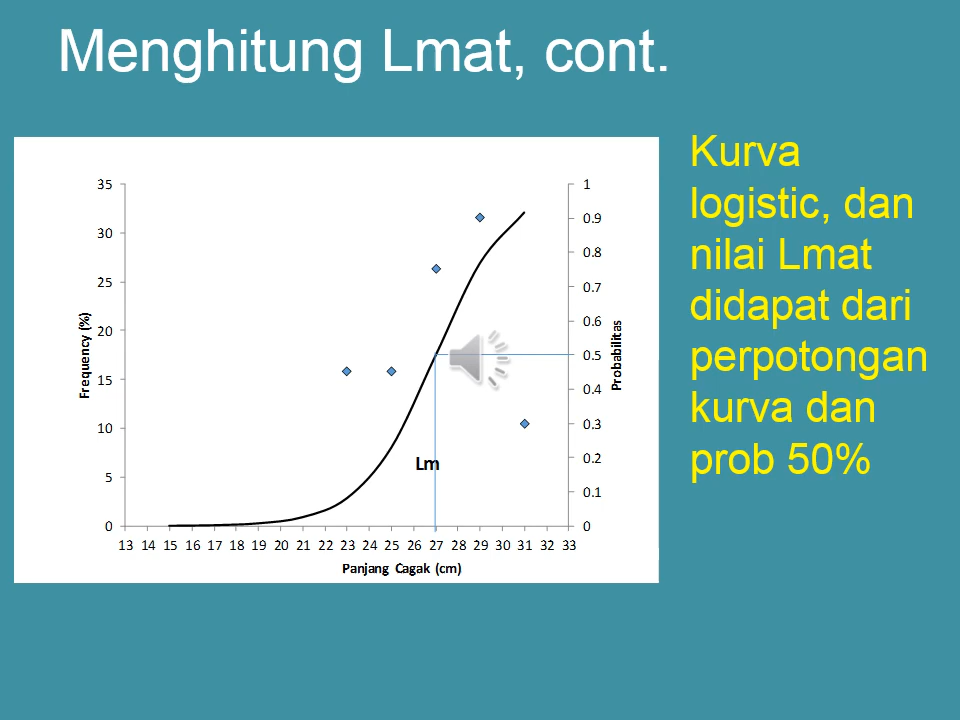 Menghitung Lmat, cont.
Kurva
logistic, dan
nilai Lmat
didapat dari
perpotongan
kurva dan
prob 50%
35
30
25
20
15
10
5
0
Frequency (%)
1
0.9
0.8
0.7
0.6
0.5
0.4
0.3
0.2
0.1
0
Probabilitas
Lm
13 14 15 16 17 18 19 20 21 22 23 24 25 26 27 28 29 30 31 32 33
Panjang Cagak (cm)